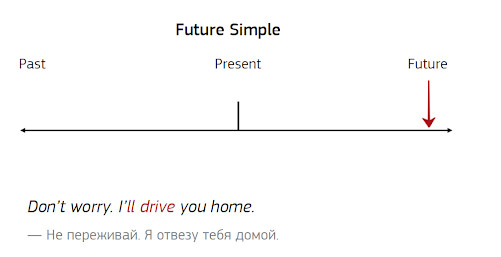 Future Simple
Past Present Future
Don't worry. I'll drive you home.
— Не переживай. Я отвезу тебя домой.